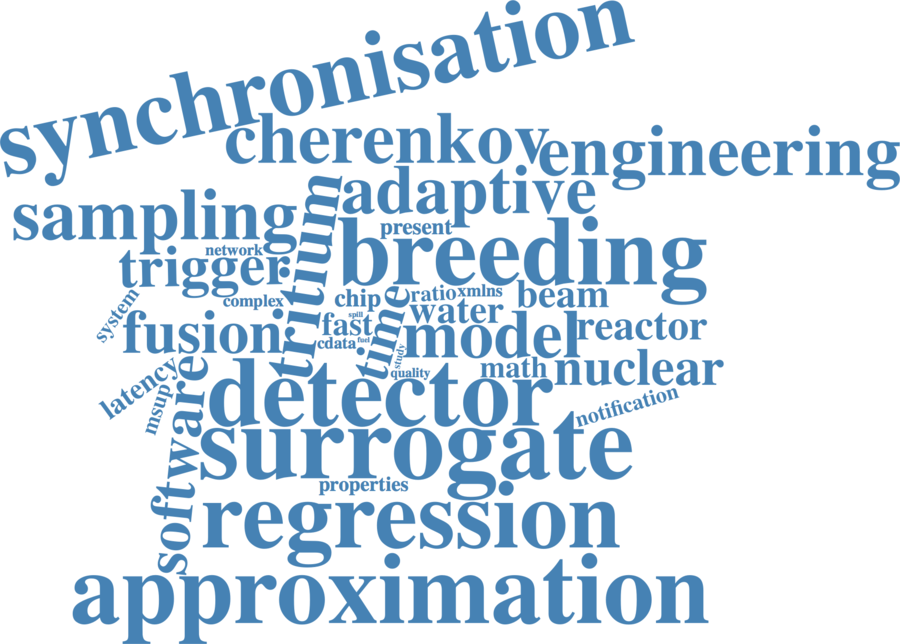 synchronisation
cherenkov
engineering
adaptive
sampling
tritium
present
breeding
network
trigger
ratio
xmlns
beam
chip
time
complex
water
system
spill
fast
fusion
model
reactor
cdata
fuel
study
nuclear
math
quality
latency
msup
software
detector
notification
surrogate
properties
regression
approximation